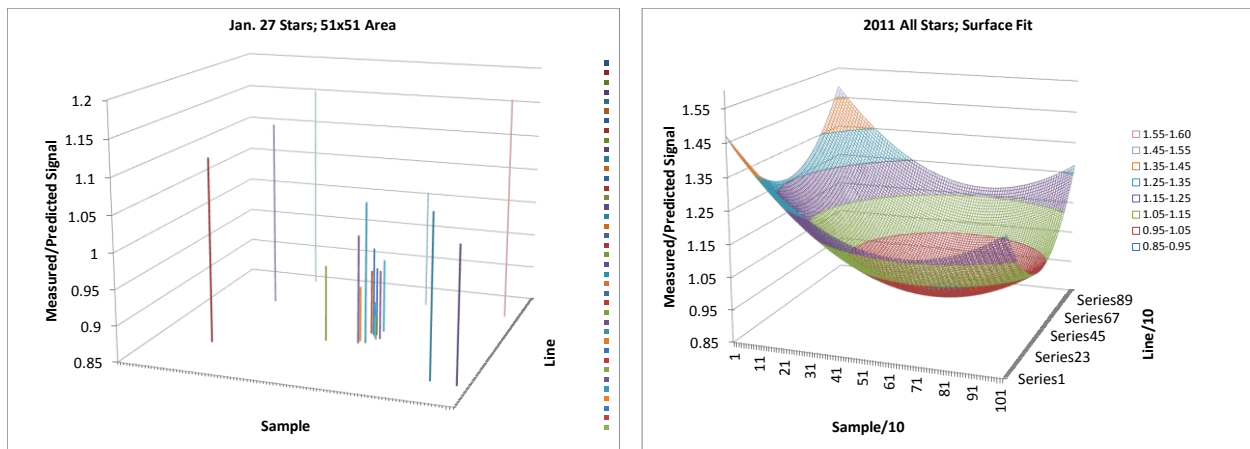 Jan. 27 Stars; 51x51 Area
Measured/Predicted Signal
1.2
1.15
1.1
1.05
1
0.95
0.9
0.85
Sample
Line
2011 All Stars; Surface Fit
Measured/Predicted Signal
1.55
1.45
1.35
1.25
1.15
1.05
0.95
0.85
1
11
21
31
41
51
61
71
81
91
101
Sample/10
Series89
Series67
Series45
Series23
Series1
Line/10
1.55-1.60
1.45-1.55
1.35-1.45
1.25-1.35
1.15-1.25
1.05-1.15
0.95-1.05
0.85-0.95